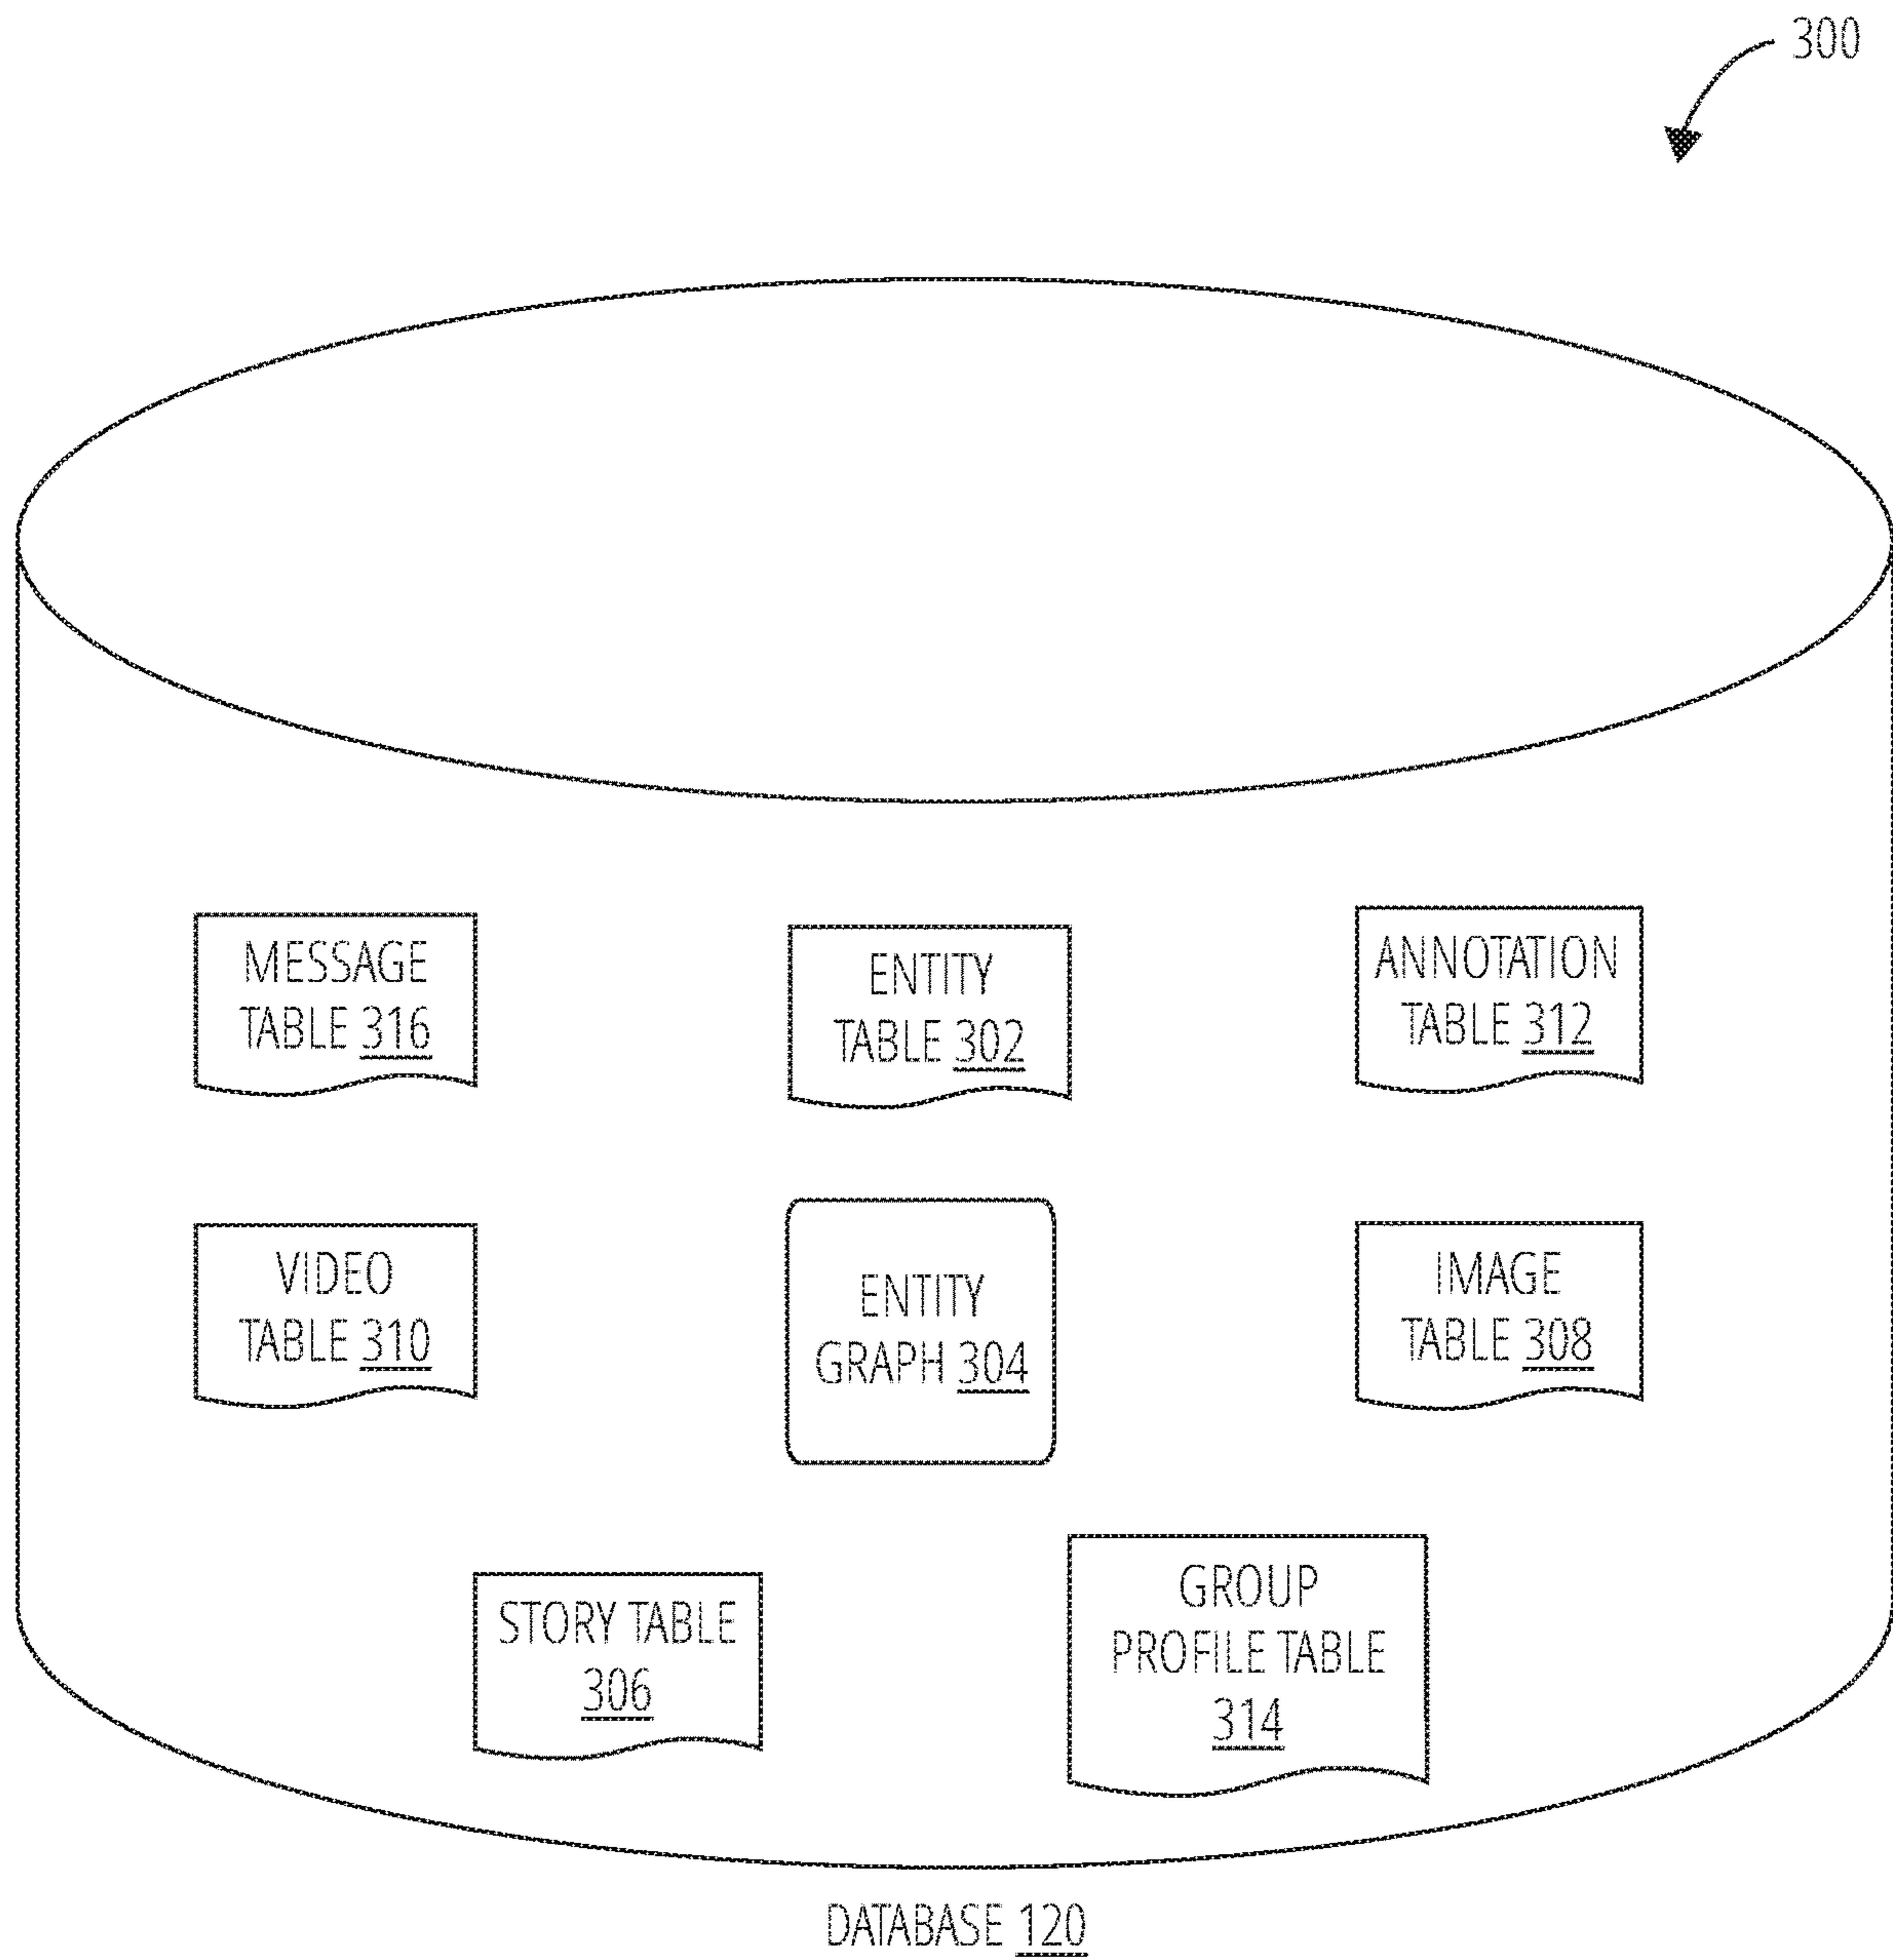 300
MESSAGE
TABLE 316
ENTITY
TABLE 302
ANNOTATION
TABLE 312
VIDEO
TABLE 310
ENTITY
GRAPH 304
IMAGE
TABLE 308
STORY TABLE
306
GROUP
PROFILE TABLE
314
DATABASE 120